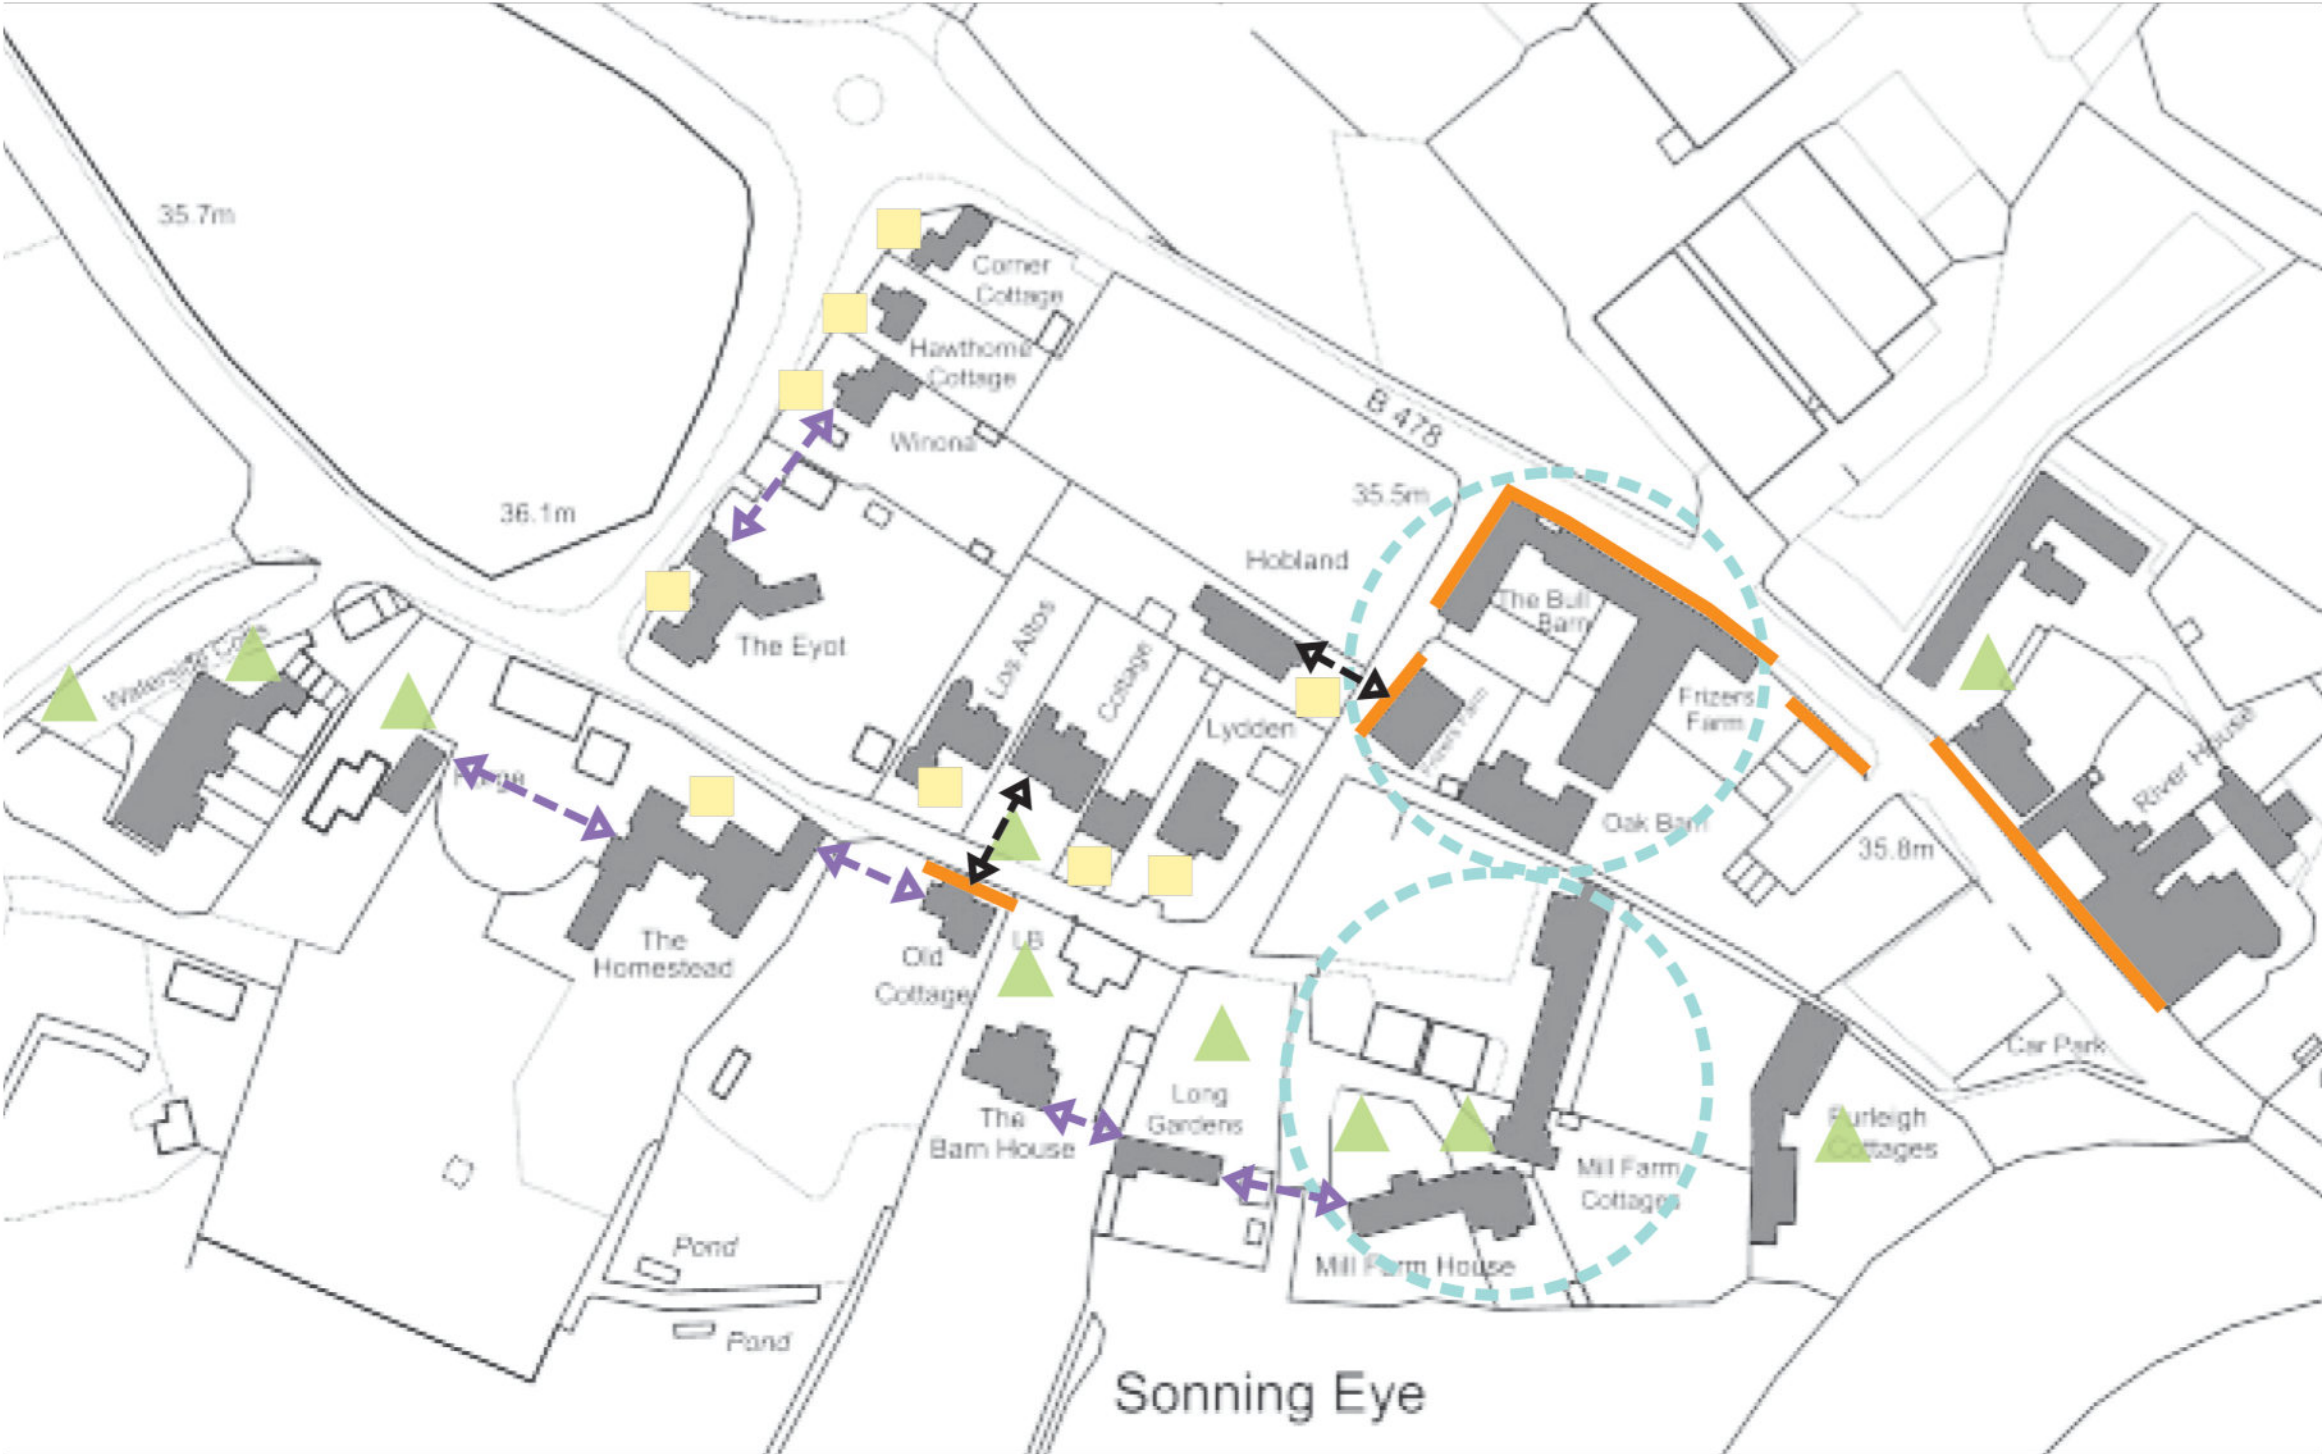 35.7m
Corner
Cottage
Hawthorne
Cottage
B 478
Winona
35.5m
36.1m
Hobland
The Bull
Barn
Waterside
The Eyot
Los Altos
Cottage
Frizers
Farm
Lydden
River House
Oak Barn
35.8m
The
Homestead
LB
Old
Cottage
Car Park
Long
Gardens
The
Barn House
Burleigh
Cottages
Mill Farm
Cottages
Pond
Mill Farm House
Pond
Sonning Eye